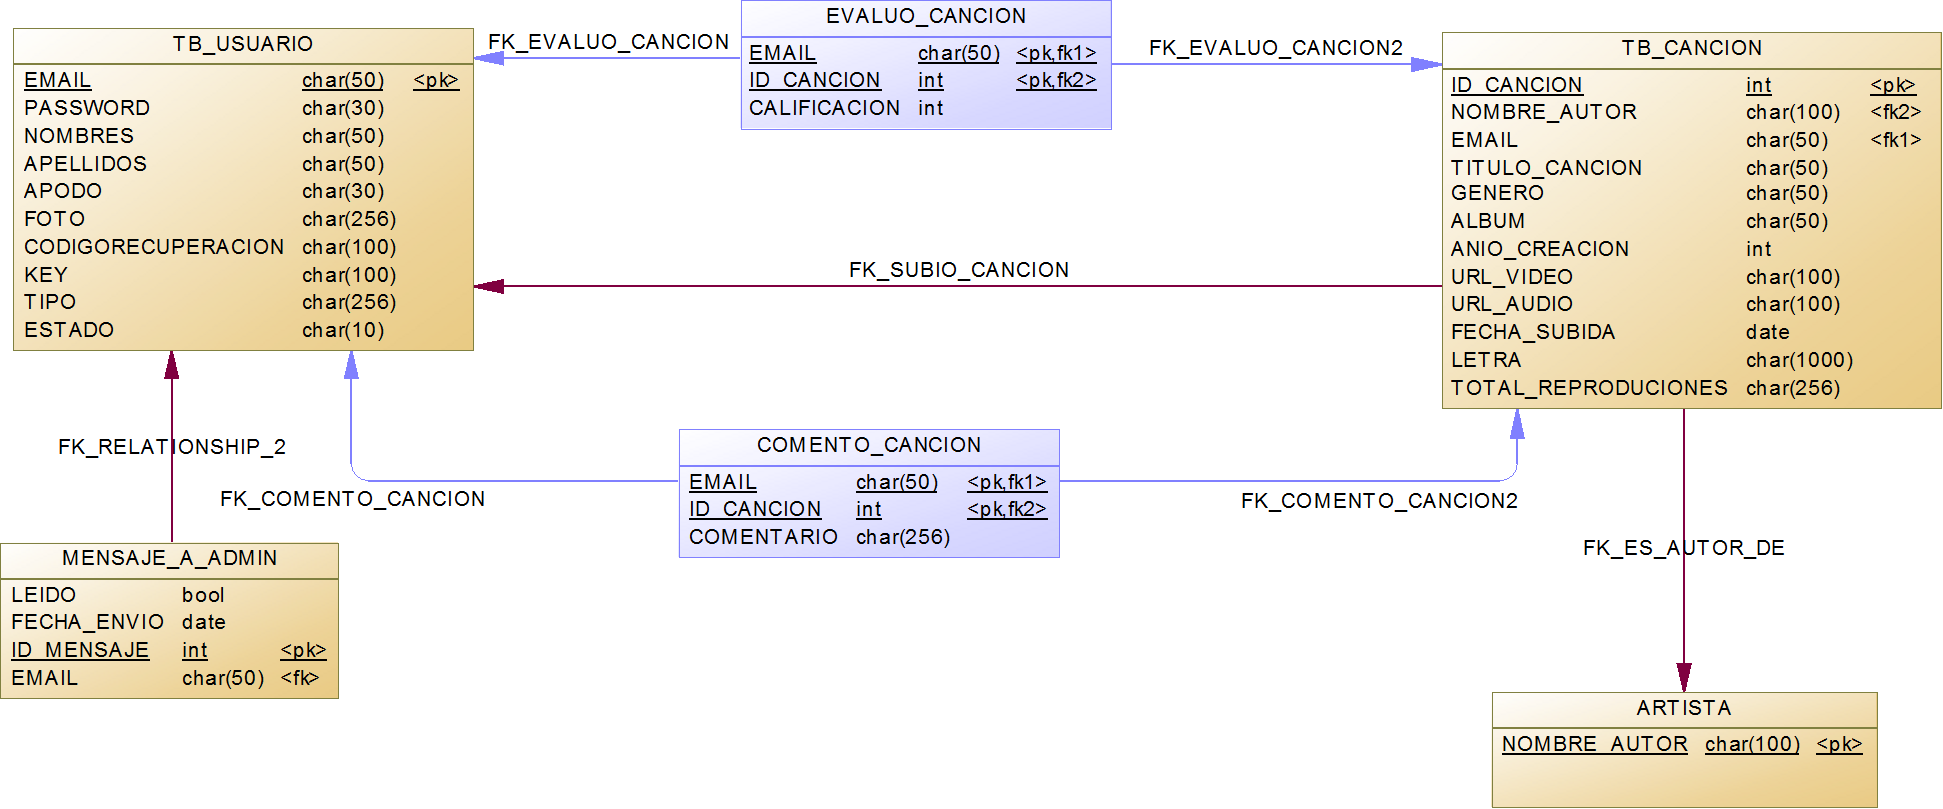 TB_USUARIO
EMAIL char(50) <pk>
PASSWORD char(30)
NOMBRES char(50)
APELLIDOS char(50)
APODO char(30)
FOTO char(256)
CODIGORECUPERACION char(100)
KEY char(100)
TIPO char(256)
ESTADO char(10)
FK_EVALUO_CANCION
EVALUO_CANCION
EMAIL char(50) <pk,fk1>
ID_CANCION int <pk,fk2>
CALIFICACION int
FK_EVALUO_CANCION2
TB_CANCION
ID_CANCION int <pk>
NOMBRE_AUTOR char(100) <fk2>
EMAIL char(50) <fk1>
TITULO_CANCION char(50)
GENERO char(50)
ALBUM char(50)
ANIO_CREACION int
URL_VIDEO char(100)
URL_AUDIO char(100)
FECHA_SUBIDA date
LETRA char(1000)
TOTAL_REPRODUCIONES char(256)
FK_SUBIO_CANCION
FK_RELATIONSHIP_2
FK_COMENTO_CANCION
COMENTO_CANCION
EMAIL char(50) <pk,fk1>
ID_CANCION int <pk,fk2>
COMENTARIO char(256)
FK_COMENTO_CANCION2
FK_ES_AUTOR_DE
MENSAJE_A_ADMIN
LEIDO bool
FECHA_ENVIO date
ID_MENSAJE int <pk>
EMAIL char(50) <fk>
ARTISTA
NOMBRE_AUTOR char(100) <pk>